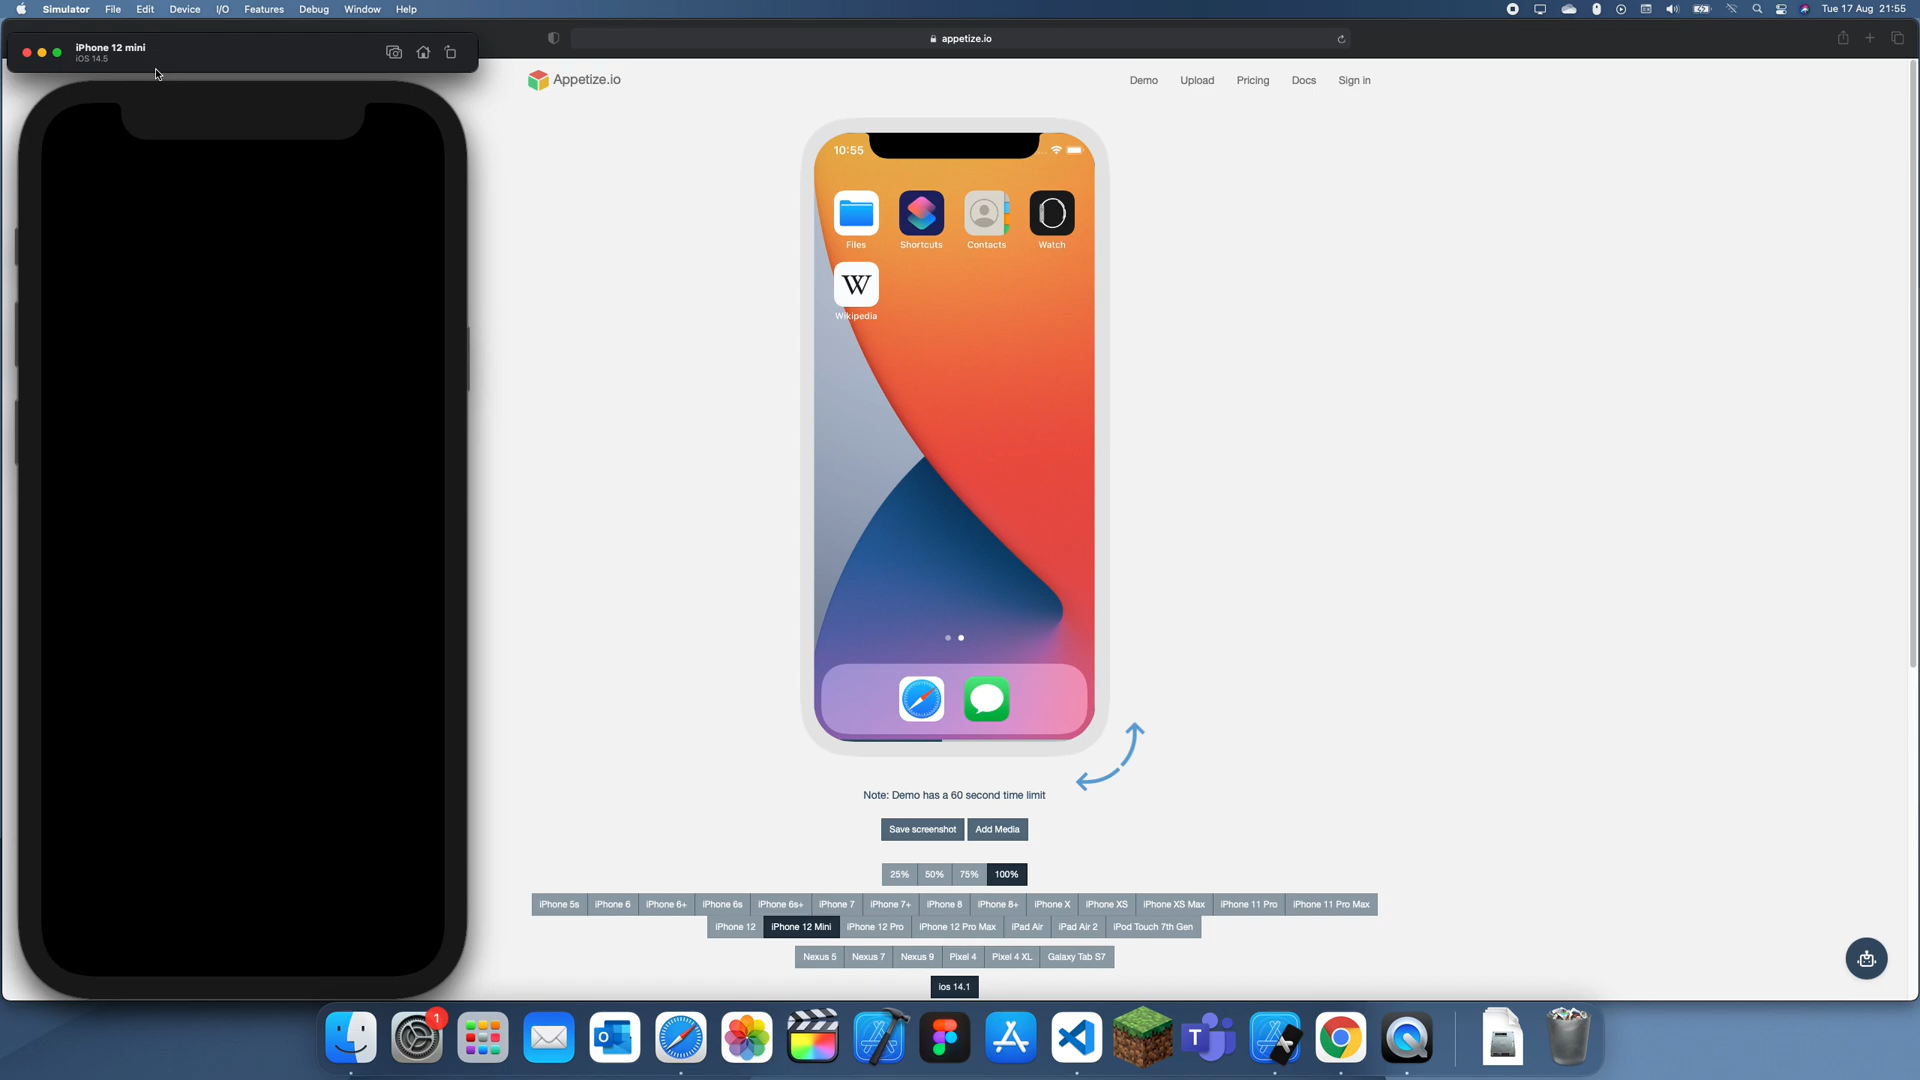 Simulator File Edit Device I/O Features Debug Window Help Tue 17 Aug 21:55
iPhone 12 mini
iOS 14.5
appetize.io
Appetize.io
Demo Upload Pricing Docs Sign in
10:55
Files Shortcuts Contacts Watch
W
Wikipedia
Note: Demo has a 60 second time limit
Save screenshot Add Media
25% 50% 75% 100%
iPhone 5s iPhone 6 iPhone 6+ iPhone 6s iPhone 6s+ iPhone 7 iPhone 7+ iPhone 8 iPhone 8+ iPhone X iPhone XS iPhone XS Max iPhone 11 Pro iPhone 11 Pro Max
iPhone 12 iPhone 12 Mini iPhone 12 Pro iPhone 12 Pro Max iPad Air iPad Air 2 iPod Touch 7th Gen
Nexus 5 Nexus 7 Nexus 9 Pixel 4 Pixel 4 XL Galaxy Tab S7
ios 14.1
1
O
T